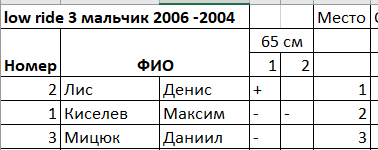 low ride 3 мальчик 2006 -2004 Место
65 см
Номер ФИО 1 2
2 Лис Денис + 1
1 Киселев Максим - - 2
3 Мицюк Даниил - 3